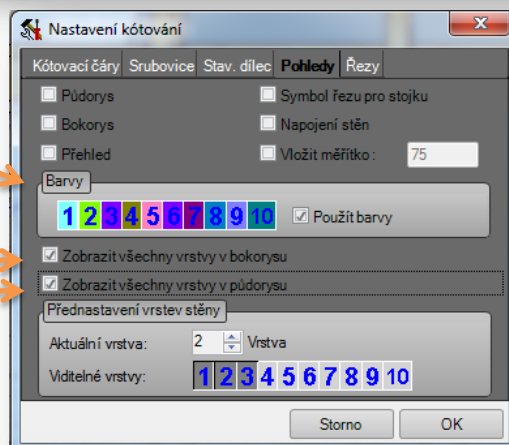 Nastavení kótování
Kótovací čáry Srubovice Stav. dílec Pohledy Řezy
Půdorys Symbol řezu pro stojku
Bokorys Napojení stěn
Přehled Vložit měřítko : 75
Barvy
1 2 3 4 5 6 7 8 9 10 Použít barvy
Zobrazit všechny vrstvy v bokorysu
Zobrazit všechny vrstvy v půdorysu
Přednastavení vrstev stěny
Aktuální vrstva: 2 Vrstva
Viditelné vrstvy: 1 2 3 4 5 6 7 8 9 10
Storno OK